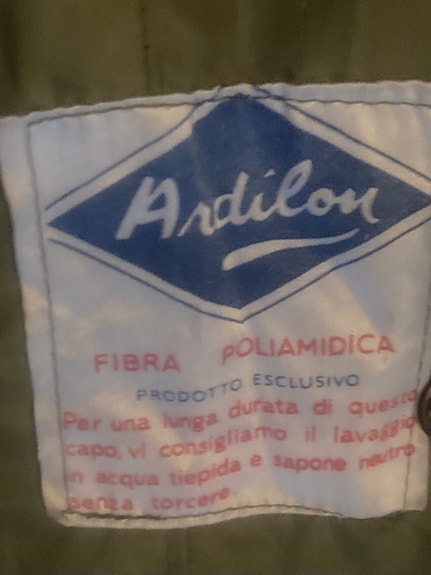 Ardilon
FIBRA POLIAMIDICA
PRODOTTO ESCLUSIVO
Per una lunga durata di questo
capo, vi consigliamo il lavaggio
in acqua tiepida e sapone neutro
senza torcere